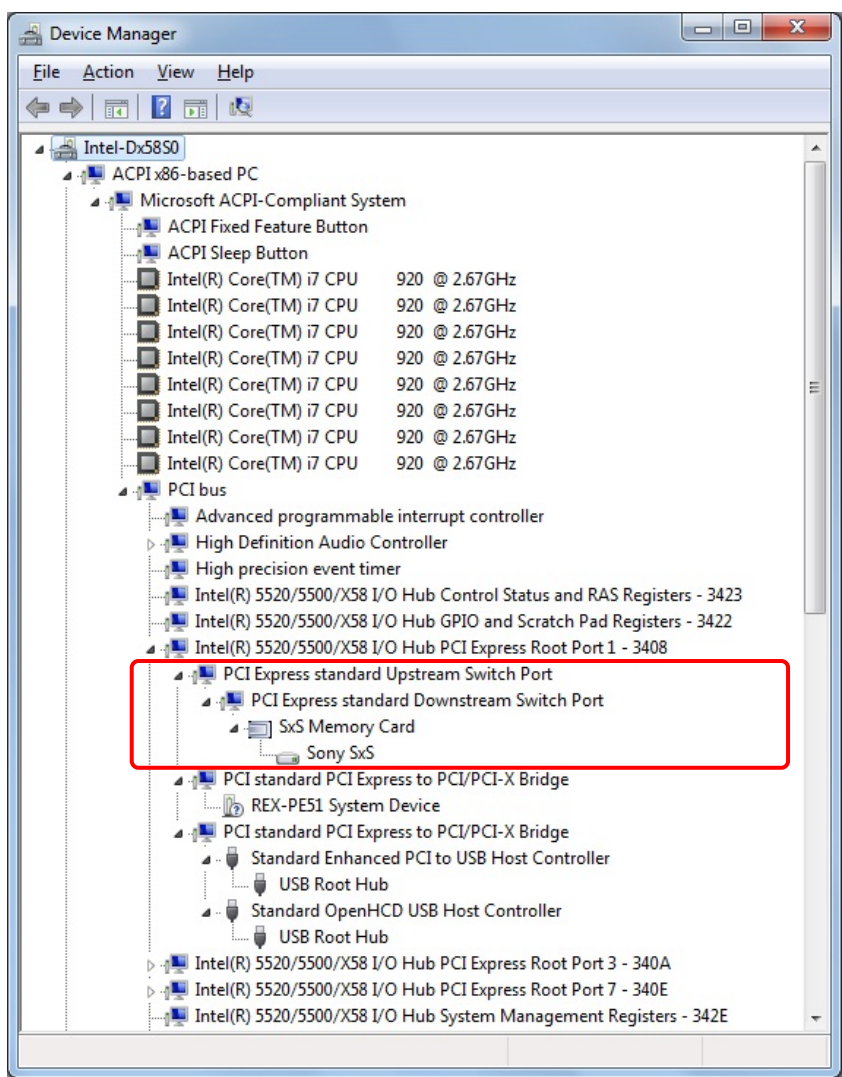 Device Manager
File Action View Help
Intel-Dx58S0
ACPI x86-based PC
Microsoft ACPI-Compliant System
ACPI Fixed Feature Button
ACPI Sleep Button
Intel(R) Core(TM) i7 CPU 920 @ 2.67GHz
Intel(R) Core(TM) i7 CPU 920 @ 2.67GHz
Intel(R) Core(TM) i7 CPU 920 @ 2.67GHz
Intel(R) Core(TM) i7 CPU 920 @ 2.67GHz
Intel(R) Core(TM) i7 CPU 920 @ 2.67GHz
Intel(R) Core(TM) i7 CPU 920 @ 2.67GHz
Intel(R) Core(TM) i7 CPU 920 @ 2.67GHz
Intel(R) Core(TM) i7 CPU 920 @ 2.67GHz
PCI bus
Advanced programmable interrupt controller
High Definition Audio Controller
High precision event timer
Intel(R) 5520/5500/X58 I/O Hub Control Status and RAS Registers - 3423
Intel(R) 5520/5500/X58 I/O Hub GPIO and Scratch Pad Registers - 3422
Intel(R) 5520/5500/X58 I/O Hub PCI Express Root Port 1 - 3408
PCI Express standard Upstream Switch Port
PCI Express standard Downstream Switch Port
SxS Memory Card
Sony SxS
PCI standard PCI Express to PCI/PCI-X Bridge
REX-PE51 System Device
PCI standard PCI Express to PCI/PCI-X Bridge
Standard Enhanced PCI to USB Host Controller
USB Root Hub
Standard OpenHCD USB Host Controller
USB Root Hub
Intel(R) 5520/5500/X58 I/O Hub PCI Express Root Port 3 - 340A
Intel(R) 5520/5500/X58 I/O Hub PCI Express Root Port 7 - 340E
Intel(R) 5520/5500/X58 I/O Hub System Management Registers - 342E